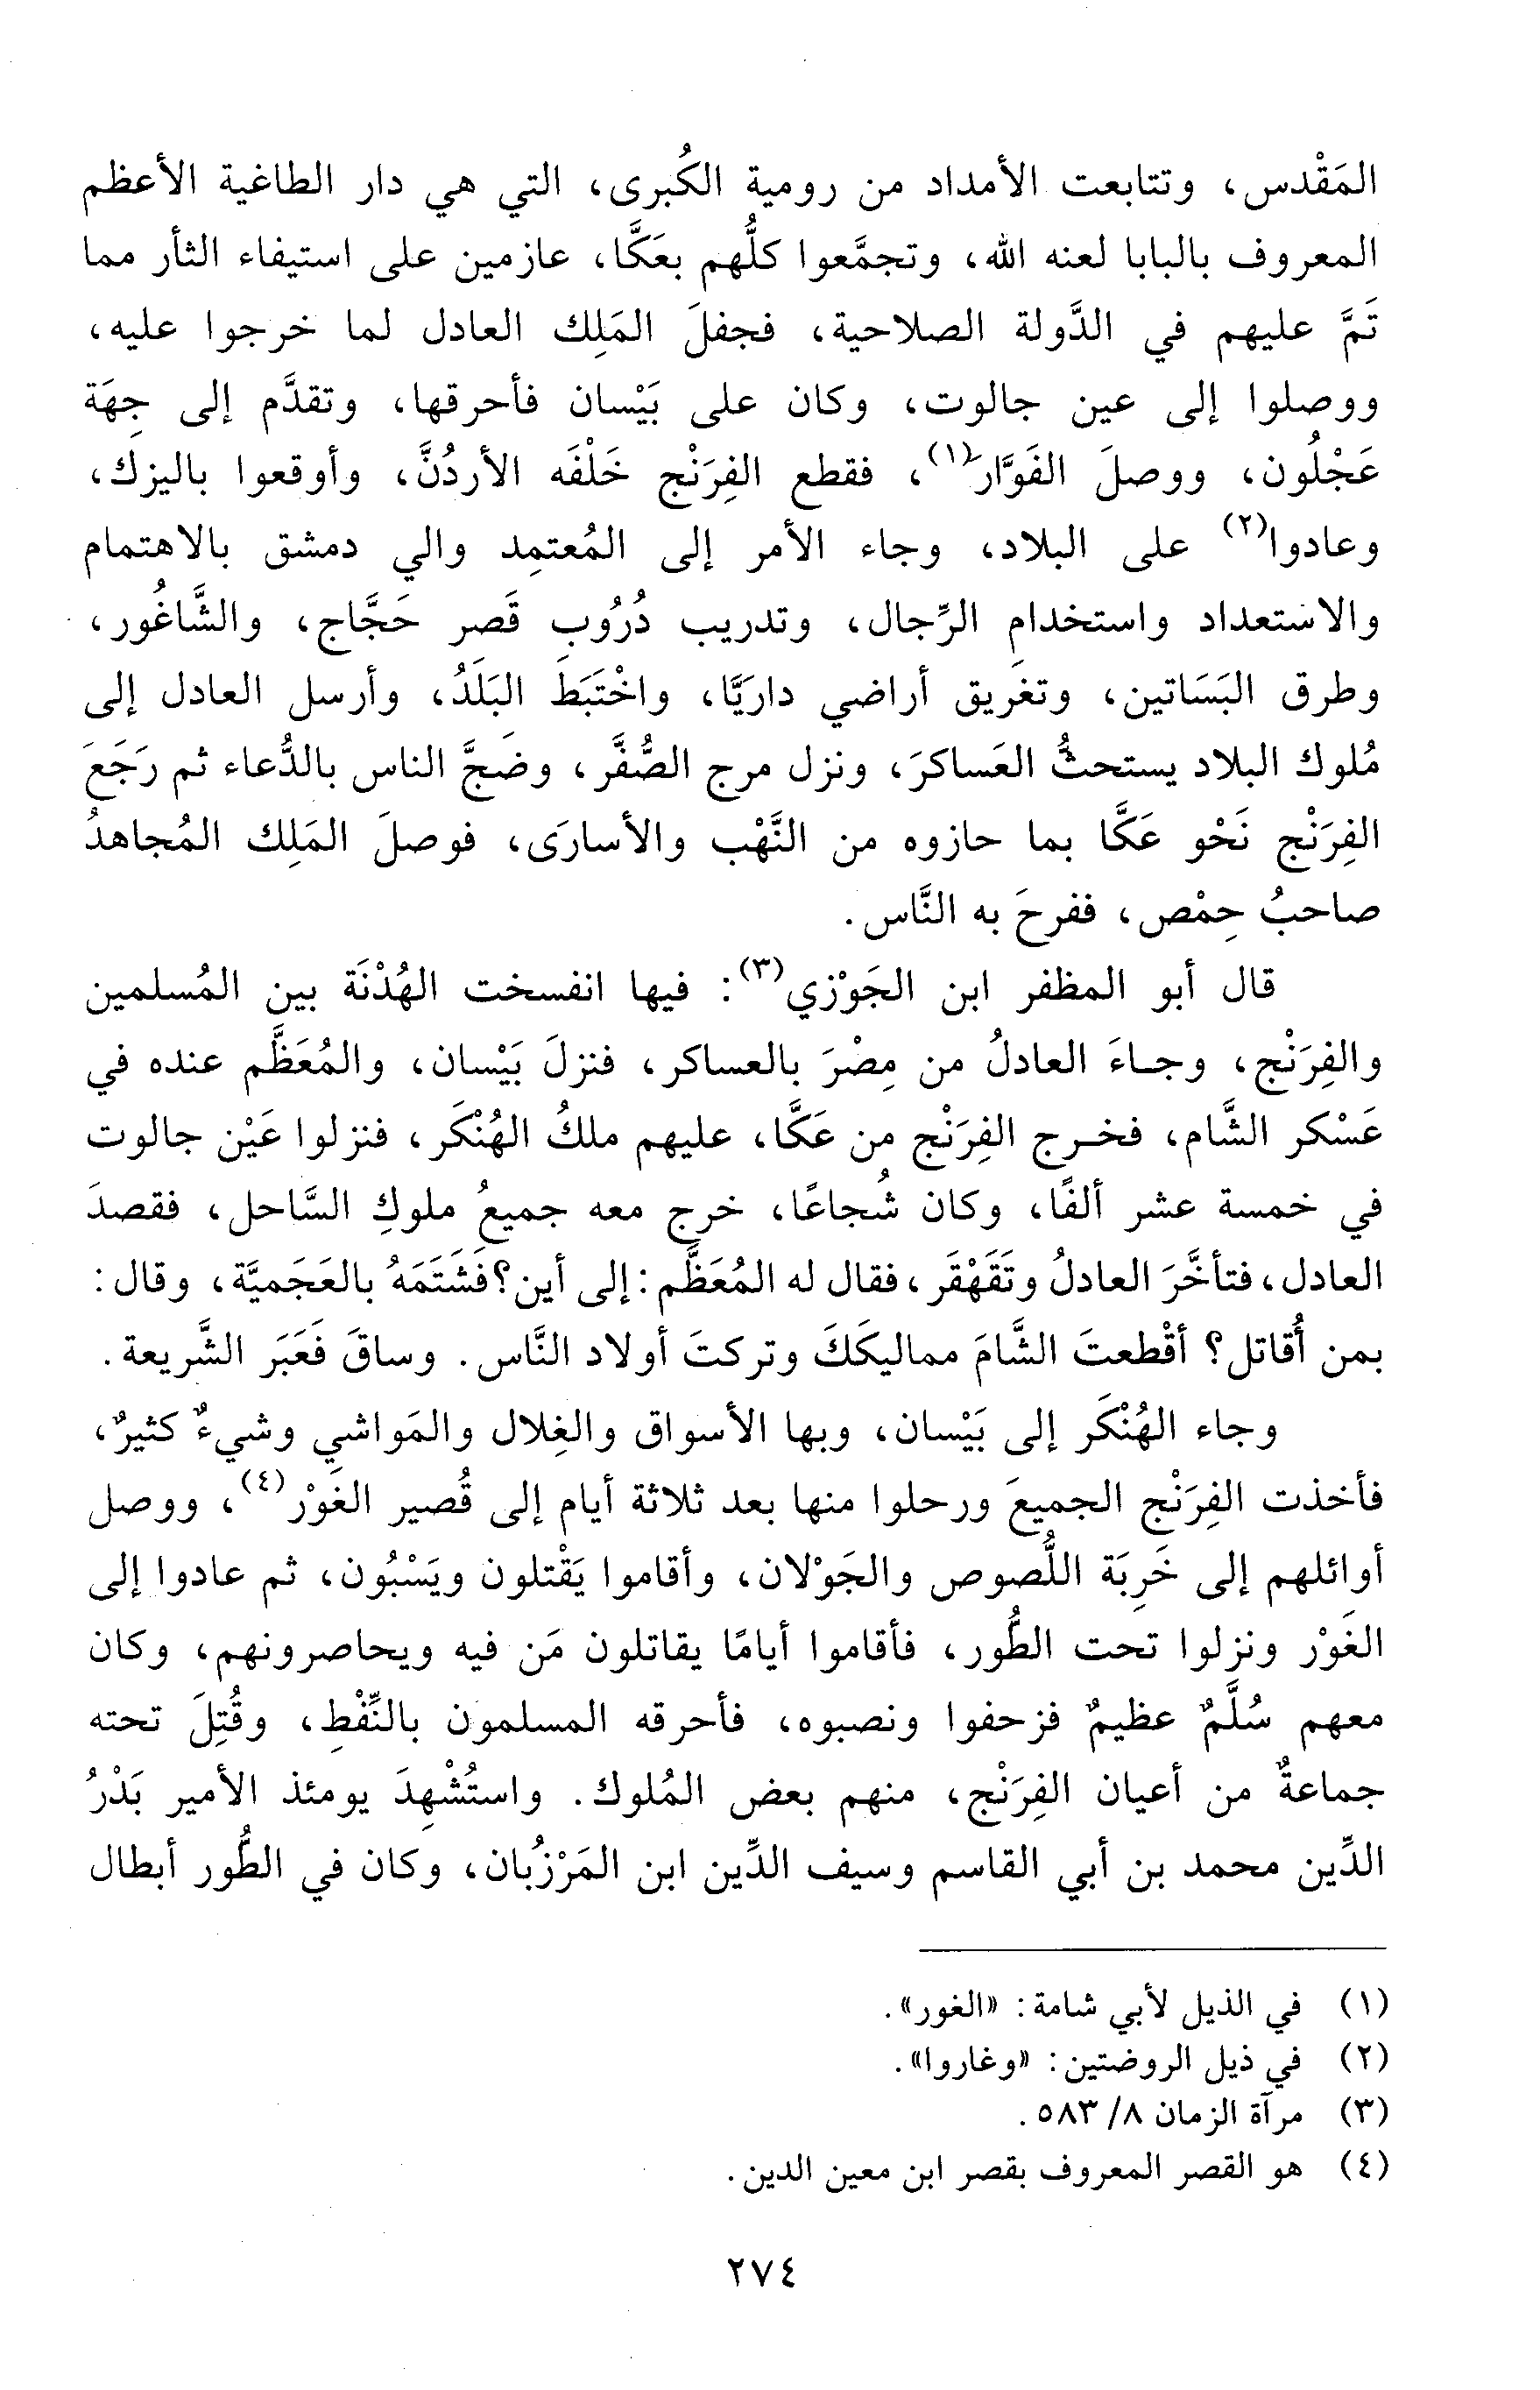 المَقْدس، وتتابعت الأمداد من رومية الكُبرى، التي هي دار الطاغية الأعظم
المعروف بالبابا لعنه الله، وتجمَّعوا كلُّهم بعَكَّا، عازمين على استيفاء الثأر مما
تَمَّ عليهم في الدَّولة الصلاحية، فجفلَ المَلِك العادل لما خرجوا عليه،
ووصلوا إلى عين جالوت، وكان على بَيْسان فأحرقها، وتقدَّم إلى جِهَة
عَجْلُون، ووصلَ الفَوَّار(١)، فقطع الفِرَنْج خَلْفَه الأردُنَّ، وأوقعوا باليزك،
وعادوا(٢) على البلاد، وجاء الأمر إلى المُعتمِد والي دمشق بالاهتمام
والاستعداد واستخدام الرِّجال، وتدريب دُرُوب قَصر حَجَّاج، والشَّاغُور،
وطرق البَسَاتين، وتغَريق أراضي داريَّا، واخْتَبَطَ البَلَدُ، وأرسل العادل إلى
مُلوك البلاد يستحثُّ العَساكرَ، ونزل مرج الصُّفَّر، وضَجَّ الناس بالدُّعاء ثم رَجَعَ
الفِرَنْج نَحْو عَكَّا بما حازوه من النَّهْب والأسارَى، فوصلَ المَلِك المُجاهدُ
صاحبُ حِمْص، ففرحَ به النَّاس.
قال أبو المظفر ابن الجَوْزي(٣): فيها انفسخت الهُدْنَة بين المُسلمين
والفِرَنْج، وجاءَ العادلُ من مِصْرَ بالعساكر، فنزلَ بَيْسان، والمُعَظَّم عنده في
عَسْكر الشَّام، فخرج الفِرَنْج من عَكَّا، عليهم ملكُ الهُنْكَر، فنزلوا عَيْن جالوت
في خمسة عشر ألفًا، وكان شُجاعًا، خرج معه جميعُ ملوكِ السَّاحل، فقصدَ
العادل، فتأخَّرَ العادلُ وتَقَهْقَر، فقال له المُعَظَّم: إلى أين؟ فَشَتَمَهُ بالعَجَميَّة، وقال:
بمن أُقاتل؟ أقْطعتَ الشَّامَ مماليكَكَ وتركتَ أولاد النَّاس. وساقَ فَعَبَرَ الشَّريعة.
وجاء الهُنْكَر إلى بَيْسان، وبها الأسواق والغِلال والمَواشي وشيءٌ كثيرٌ،
فأخذت الفِرَنْج الجميعَ ورحلوا منها بعد ثلاثة أيام إلى قُصير الغَوْر(٤)، ووصل
أوائلهم إلى خَرِبَة اللُّصوص والجَوْلان، وأقاموا يَقْتلون ويَسْبُون، ثم عادوا إلى
الغَوْر ونزلوا تحت الطُّور، فأقاموا أيامًا يقاتلون مَن فيه ويحاصرونهم، وكان
معهم سُلَّمٌ عظيمٌ فزحفوا ونصبوه، فأحرقه المسلمون بالنِّفْطِ، وقُتِلَ تحته
جماعةٌ من أعيان الفِرَنْج، منهم بعض المُلوك. واستُشْهِدَ يومئذ الأمير بَدْرُ
الدِّين محمد بن أبي القاسم وسيف الدِّين ابن المَرْزُبان، وكان في الطُّور أبطال
(١) في الذيل لأبي شامة: «الغور».
(٢) في ذيل الروضتين: «وغاروا».
(٣) مرآة الزمان ٨/ ٥٨٣.
(٤) هو القصر المعروف بقصر ابن معين الدين.
٢٧٤